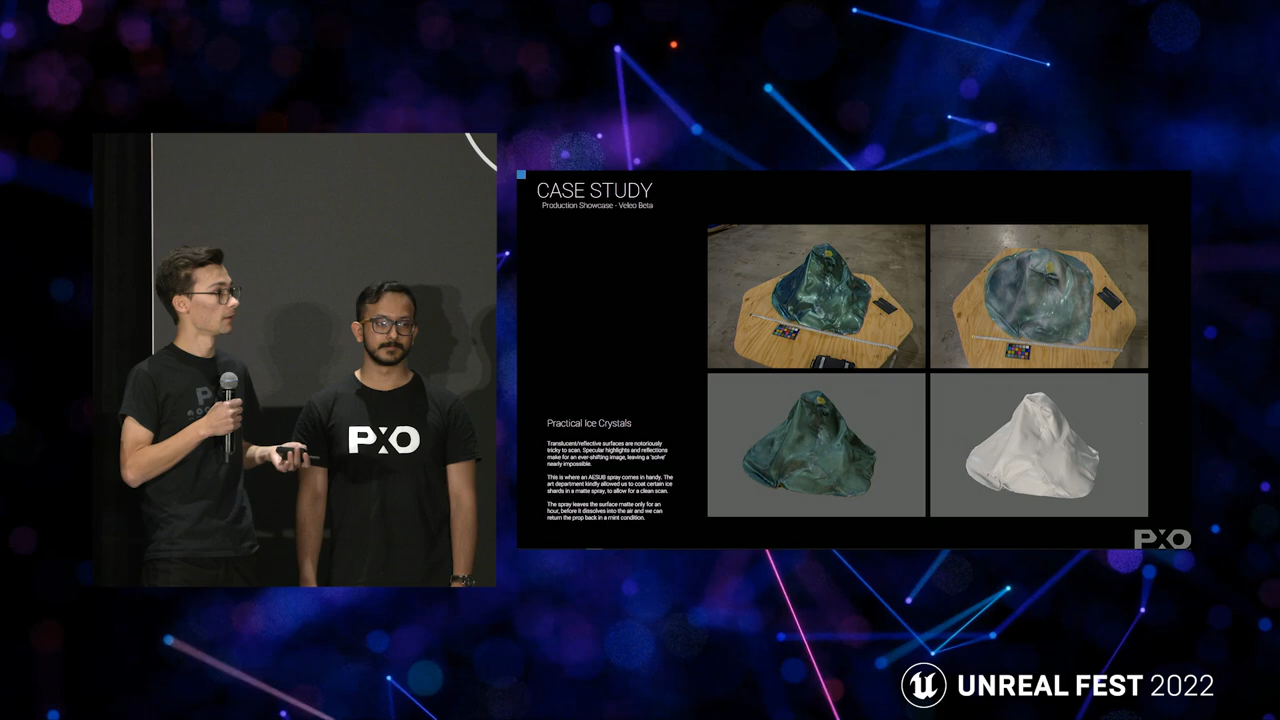 CASE STUDY
Production Showcase - Veleo Beta
Practical Ice Crystals
Translucent/reflective surfaces are notoriously
tricky to scan. Specular highlights and reflections
make for an ever-shifting image, leaving a 'solve'
nearly impossible.
This is where an AESUB spray comes in handy. The
art department kindly allowed us to coat certain ice
shards in a matte spray, to allow for a clean scan.
The spray leaves the surface matte only for an
hour, before it dissolves into the air and we can
return the prop back in a mint condition.
PXO
PXO
UNREAL FEST 2022